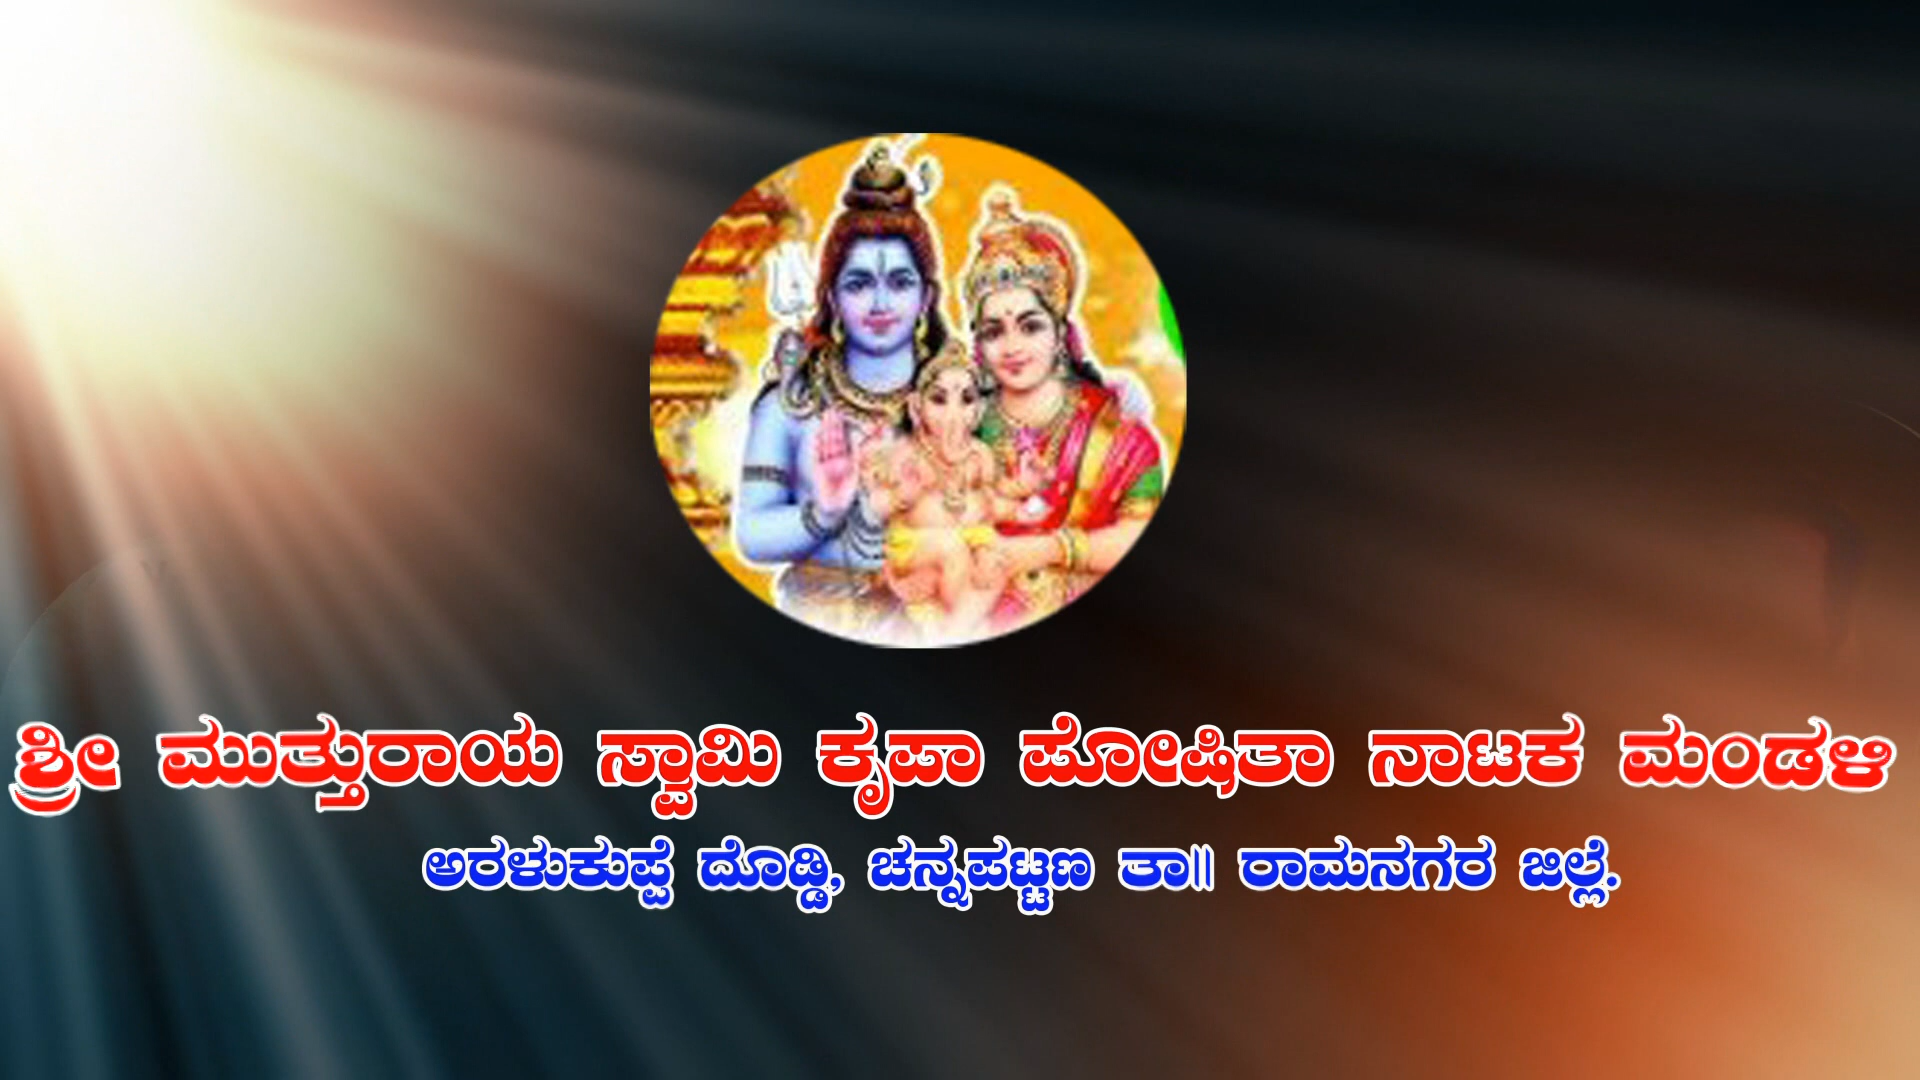 ಶ್ರೀ ಮುತ್ತುರಾಯ ಸ್ವಾಮಿ ಕೃಪಾ ಪೋಷಿತಾ ನಾಟಕ ಮಂಡಳಿ
ಅರಳುಕುಪ್ಪೆ ದೊಡ್ಡಿ, ಚನ್ನಪಟ್ಟಣ ತಾ॥ ರಾಮನಗರ ಜಿಲ್ಲೆ.